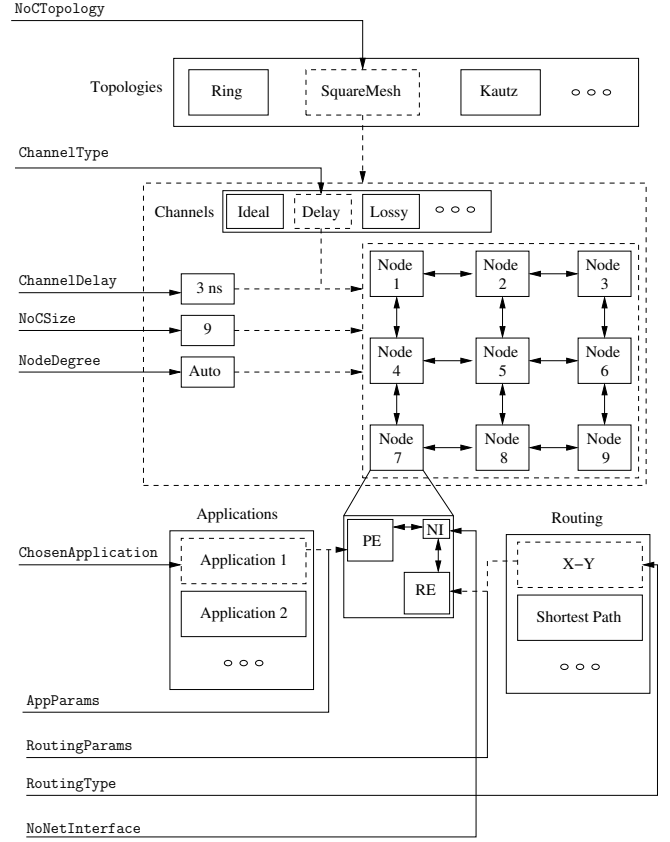 NoCTopology
Topologies
Ring
SquareMesh
Kautz
ChannelType
Channels
Ideal
Delay
Lossy
ChannelDelay
3 ns
NoCSize
9
NodeDegree
Auto
Node
1
Node
2
Node
3
Node
4
Node
5
Node
6
Node
7
Node
8
Node
9
Applications
Routing
ChosenApplication
Application 1
Application 2
PE
NI
RE
X−Y
Shortest Path
AppParams
RoutingParams
RoutingType
NoNetInterface